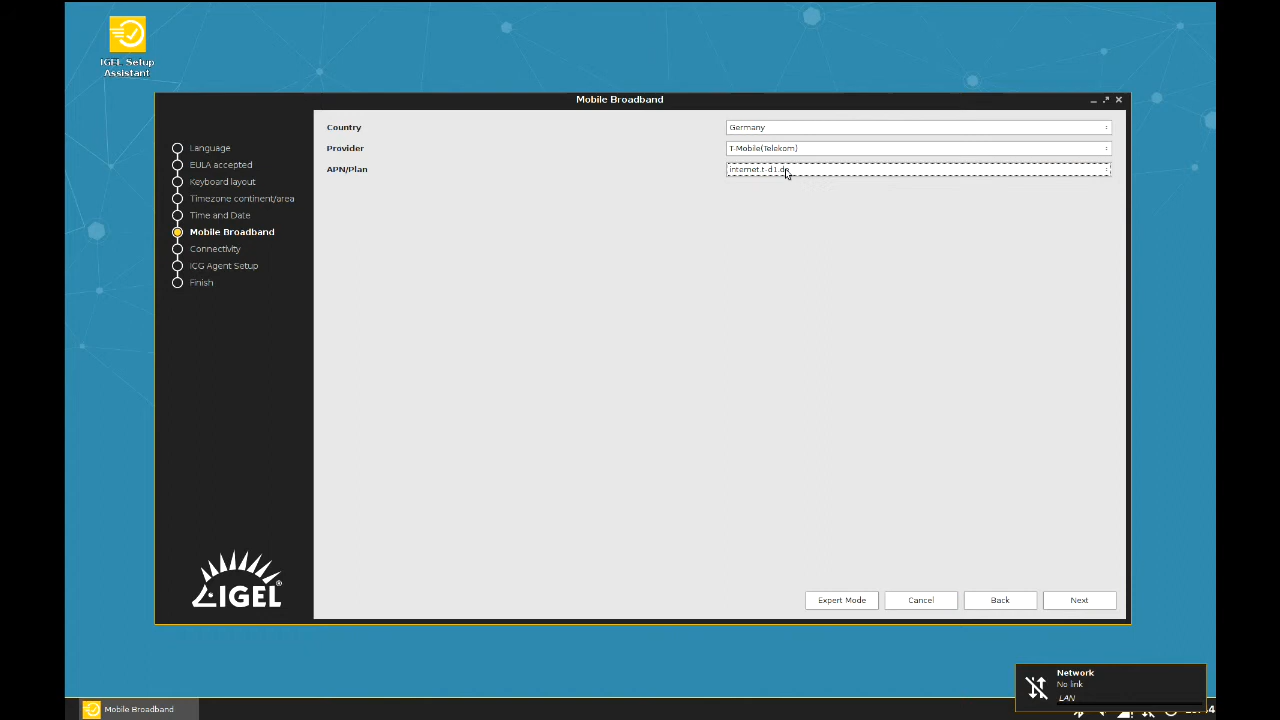 IGEL Setup
Assistant
Mobile Broadband
Language
EULA accepted
Keyboard layout
Timezone continent/area
Time and Date
Mobile Broadband
Connectivity
ICG Agent Setup
Finish
IGEL®
Country
Germany
Provider
T-Mobile(Telekom)
APN/Plan
internet.t-d1.de
Expert Mode
Cancel
Back
Next
Network
No link
LAN
Mobile Broadband